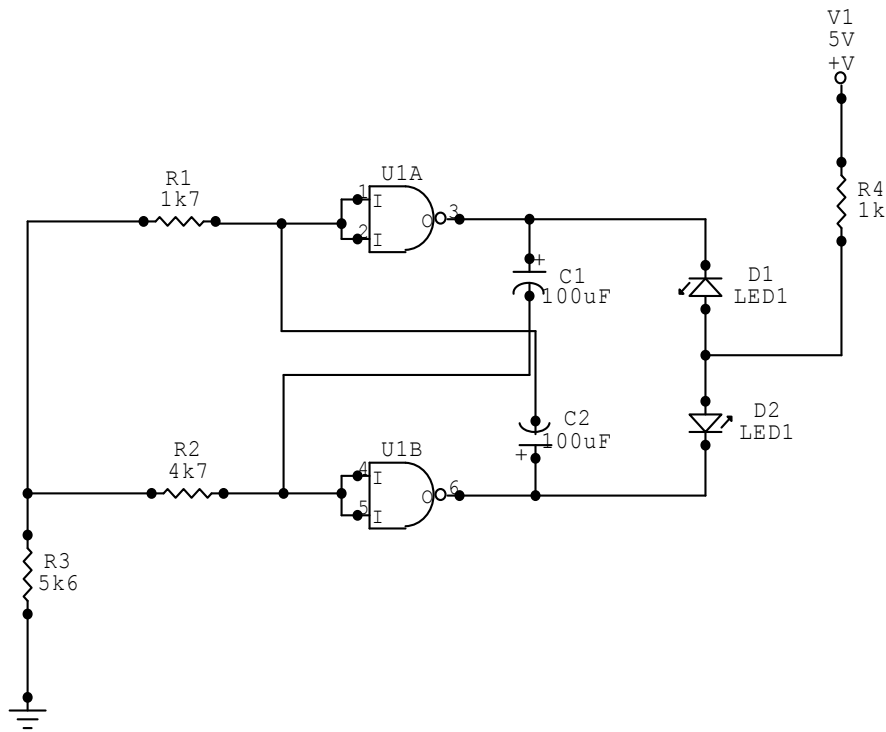 V1
5V
+V
R1
1k7
U1A
1
I
2
I
O
3
R4
1k
+
C1
100uF
D1
LED1
C2
100uF
+
D2
LED1
R2
4k7
U1B
4
I
5
I
O
6
R3
5k6